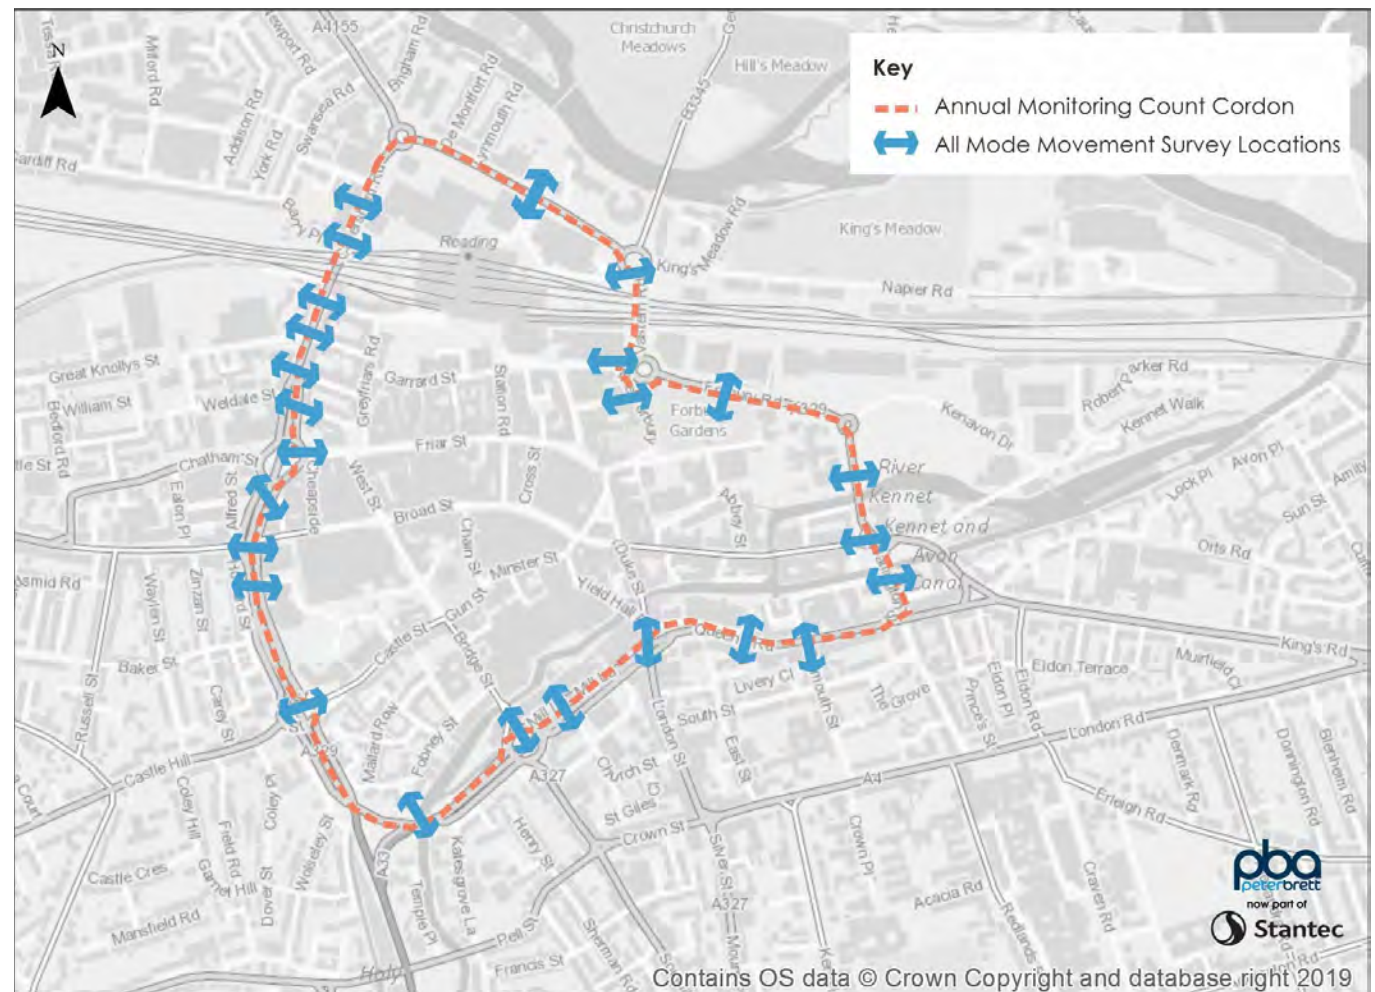 A4155
Newport Rd
Milford Rd
Bingham Rd
Christchurch
Meadows
Hill's Meadow
B3345
De Montfort Rd
Addison Rd
Swansea Rd
York Rd
Cardiff Rd
N
Key
Annual Monitoring Count Cordon
All Mode Movement Survey Locations
Reading
King's Meadow Rd
King's Meadow
Napier Rd
Great Knollys St
William St
Weldale St
Bedford Rd
Greyfriars Rd
Garrard St
Station Rd
Friar St
Forbury
Gardens
Robert Parker Rd
Kennet Walk
Kenavon Dr
Chatham St
Cheapside
West St
Cross St
Alfred St
Eaton Pl
Broad St
Chain St
Minster St
Abbey St
River
Kennet
Kennet and
Avon
Canal
Lock Pl
Avon Pl
Sun St
Amity
Orts Rd
Waylen St
Zinzan St
Yield Hall
Duke St
Gun St
Castle St
Bridge St
Baker St
Carey St
Russell St
King's Rd
Eldon Terrace
Muirfield Cl
Livery Cl
The Grove
South St
East St
London St
Prince's St
Eldon Pl
Eldon Rd
London Rd
Mallard Row
Fobney St
Castle Hill
Coley Hill
Field Rd
Garnet Hill
Dover St
Wolseley St
A33
A327
Church St
St Giles Cl
Crown St
A4
Henry St
Katesgrove La
Temple Pl
Pell St
Francis St
Sherman Rd
Silver St
A327
Crown Pl
Acacia Rd
Redlands
Craven Rd
Erleigh Rd
Denmark Rd
Donnington Rd
Blenheim Rd
Castle Cres
Mansfield Rd
pba
peterbrett
now part of
Stantec
Contains OS data © Crown Copyright and database right 2019